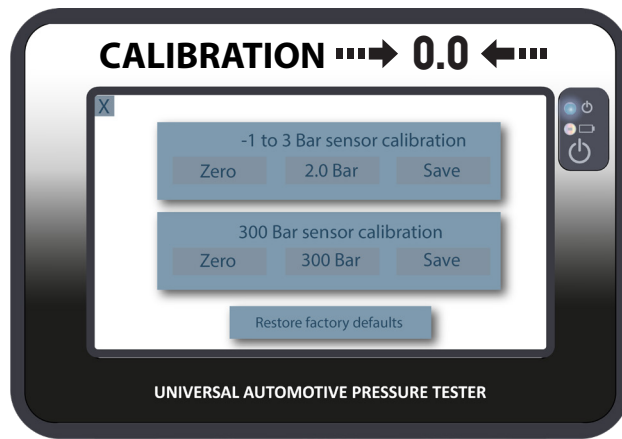 CALIBRATION 0.0
X
-1 to 3 Bar sensor calibration
Zero 2.0 Bar Save
300 Bar sensor calibration
Zero 300 Bar Save
Restore factory defaults
UNIVERSAL AUTOMOTIVE PRESSURE TESTER